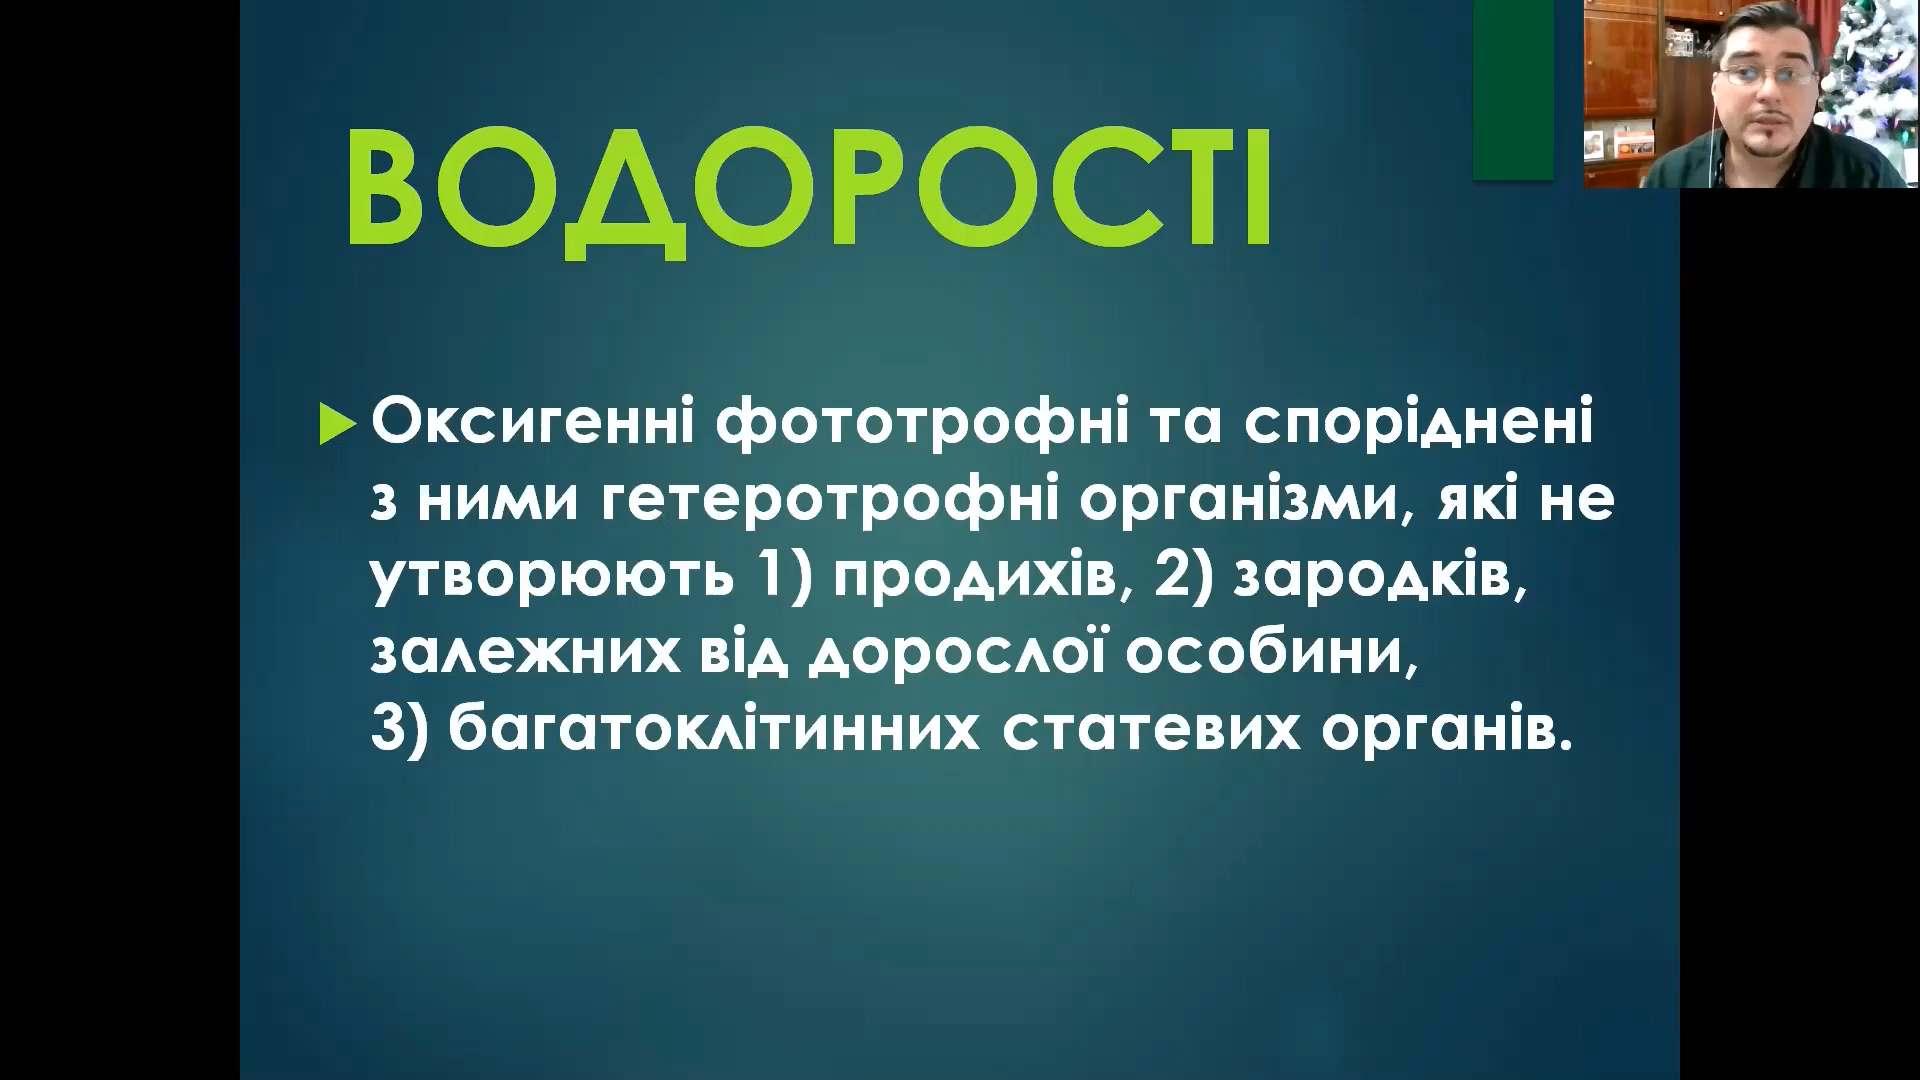 ВОДОРОСТІ
Оксигенні фототрофні та споріднені
з ними гетеротрофні організми, які не
утворюють 1) продихів, 2) зародків,
залежних від дорослої особини,
3) багатоклітинних статевих органів.